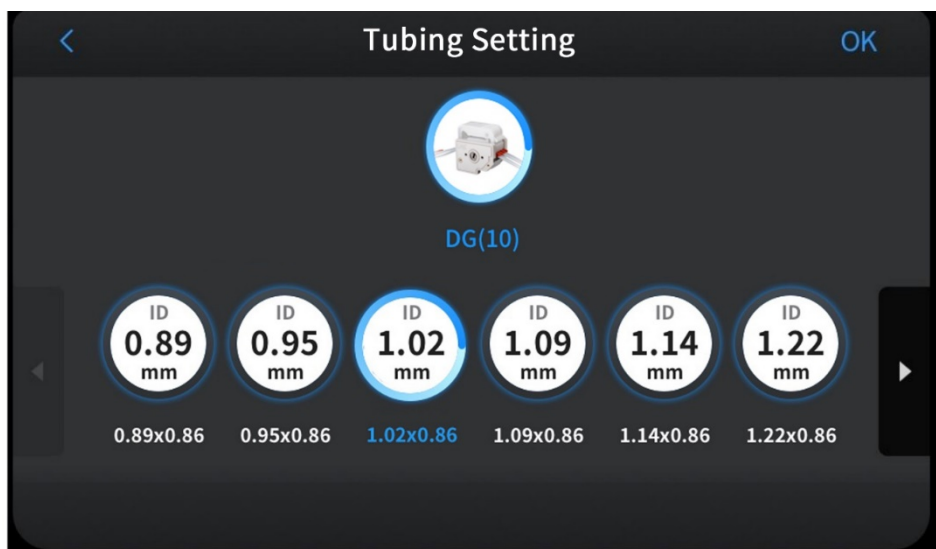 Tubing Setting
OK
DG(10)
ID ID ID ID ID ID
0.89 0.95 1.02 1.09 1.14 1.22
mm mm mm mm mm mm
0.89x0.86 0.95x0.86 1.02x0.86 1.09x0.86 1.14x0.86 1.22x0.86